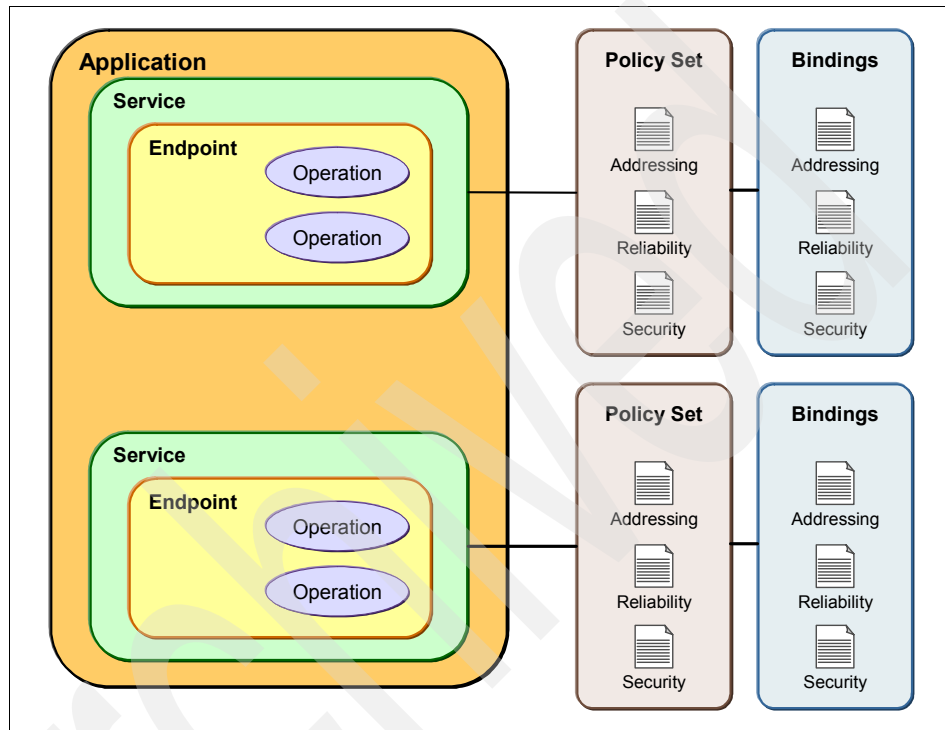 Application
Service
Endpoint
Operation
Operation
Policy Set
Addressing
Reliability
Security
Bindings
Addressing
Reliability
Security
Service
Endpoint
Operation
Operation
Policy Set
Addressing
Reliability
Security
Bindings
Addressing
Reliability
Security